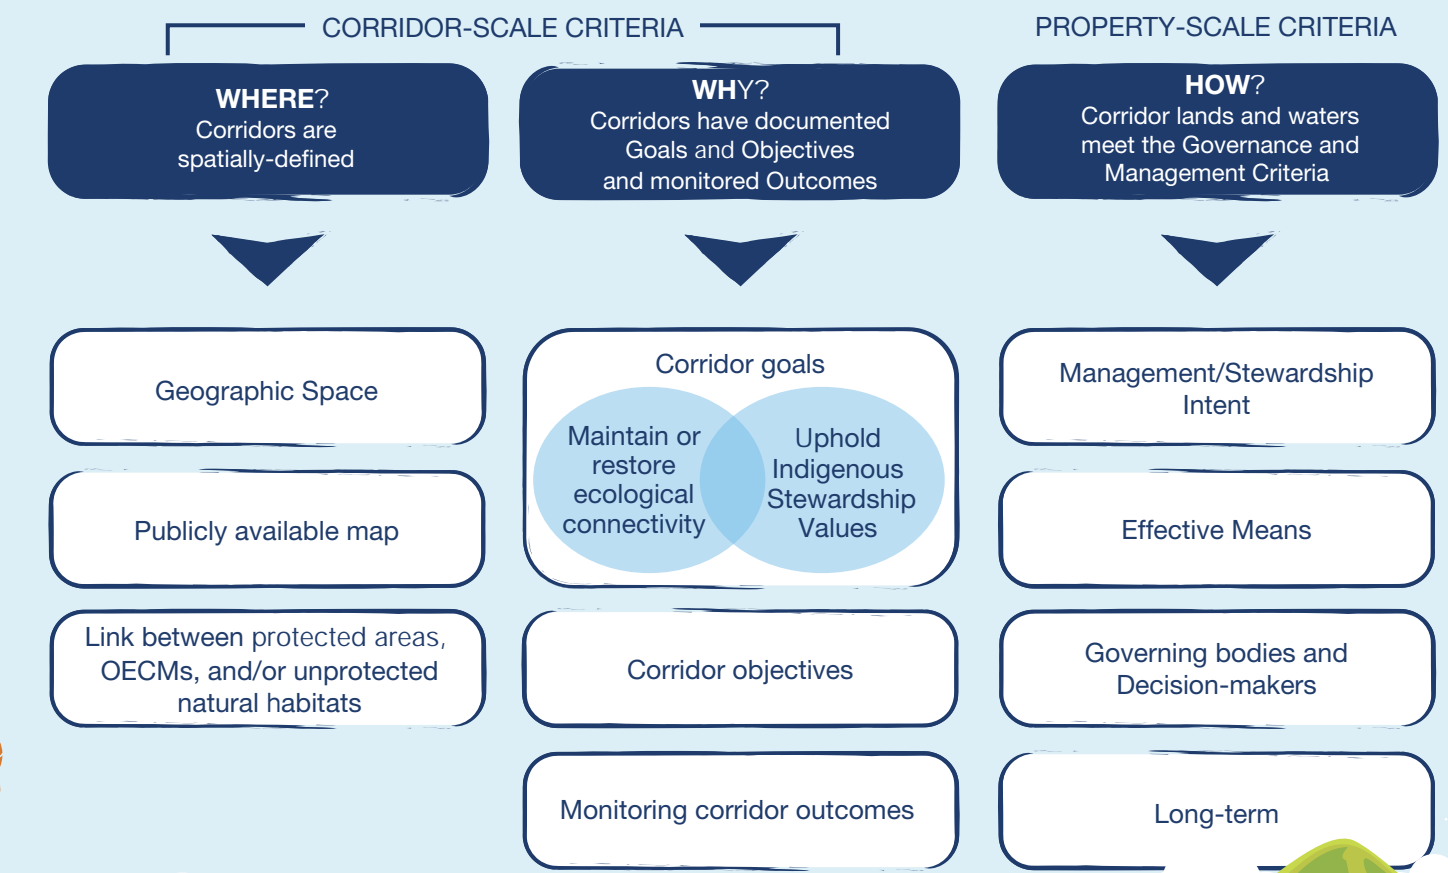 CORRIDOR-SCALE CRITERIA
PROPERTY-SCALE CRITERIA
WHERE?
Corridors are
spatially-defined
WHY?
Corridors have documented
Goals and Objectives
and monitored Outcomes
HOW?
Corridor lands and waters
meet the Governance and
Management Criteria
Geographic Space
Publicly available map
Link between protected areas,
OECMs, and/or unprotected
natural habitats
Corridor goals
Maintain or
restore
ecological
connectivity
Uphold
Indigenous
Stewardship
Values
Corridor objectives
Monitoring corridor outcomes
Management/Stewardship
Intent
Effective Means
Governing bodies and
Decision-makers
Long-term